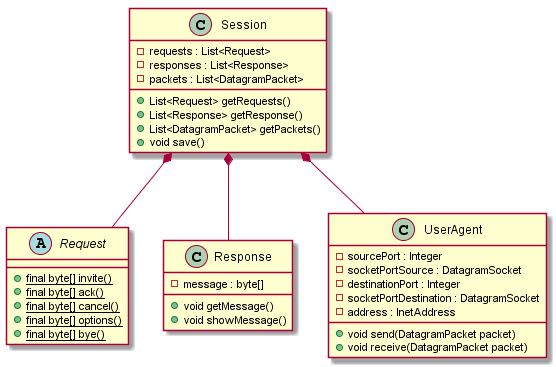 C Session
requests : List<Request>
responses : List<Response>
packets : List<DatagramPacket>
List<Request> getRequests()
List<Response> getResponse()
List<DatagramPacket> getPackets()
void save()
A Request
final byte[] invite()
final byte[] ack()
final byte[] cancel()
final byte[] options()
final byte[] bye()
C Response
message : byte[]
void getMessage()
void showMessage()
C UserAgent
sourcePort : Integer
socketPortSource : DatagramSocket
destinationPort : Integer
socketPortDestination : DatagramSocket
address : InetAddress
void send(DatagramPacket packet)
void receive(DatagramPacket packet)